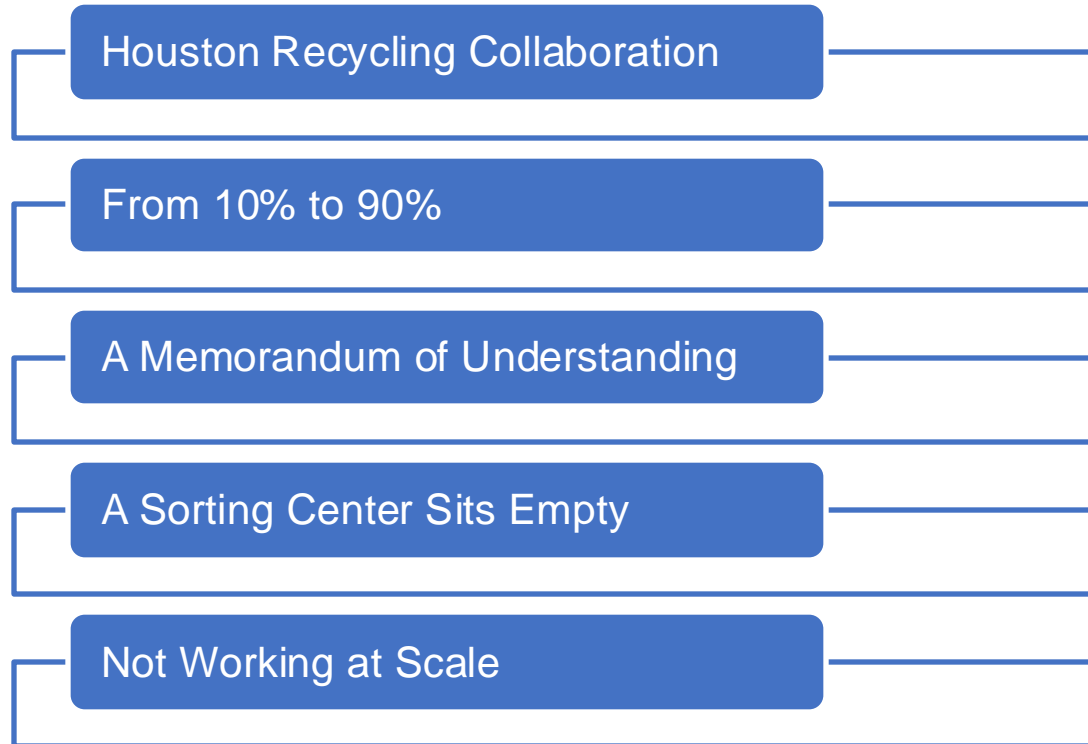 Houston Recycling Collaboration
From 10% to 90%
A Memorandum of Understanding
A Sorting Center Sits Empty
Not Working at Scale